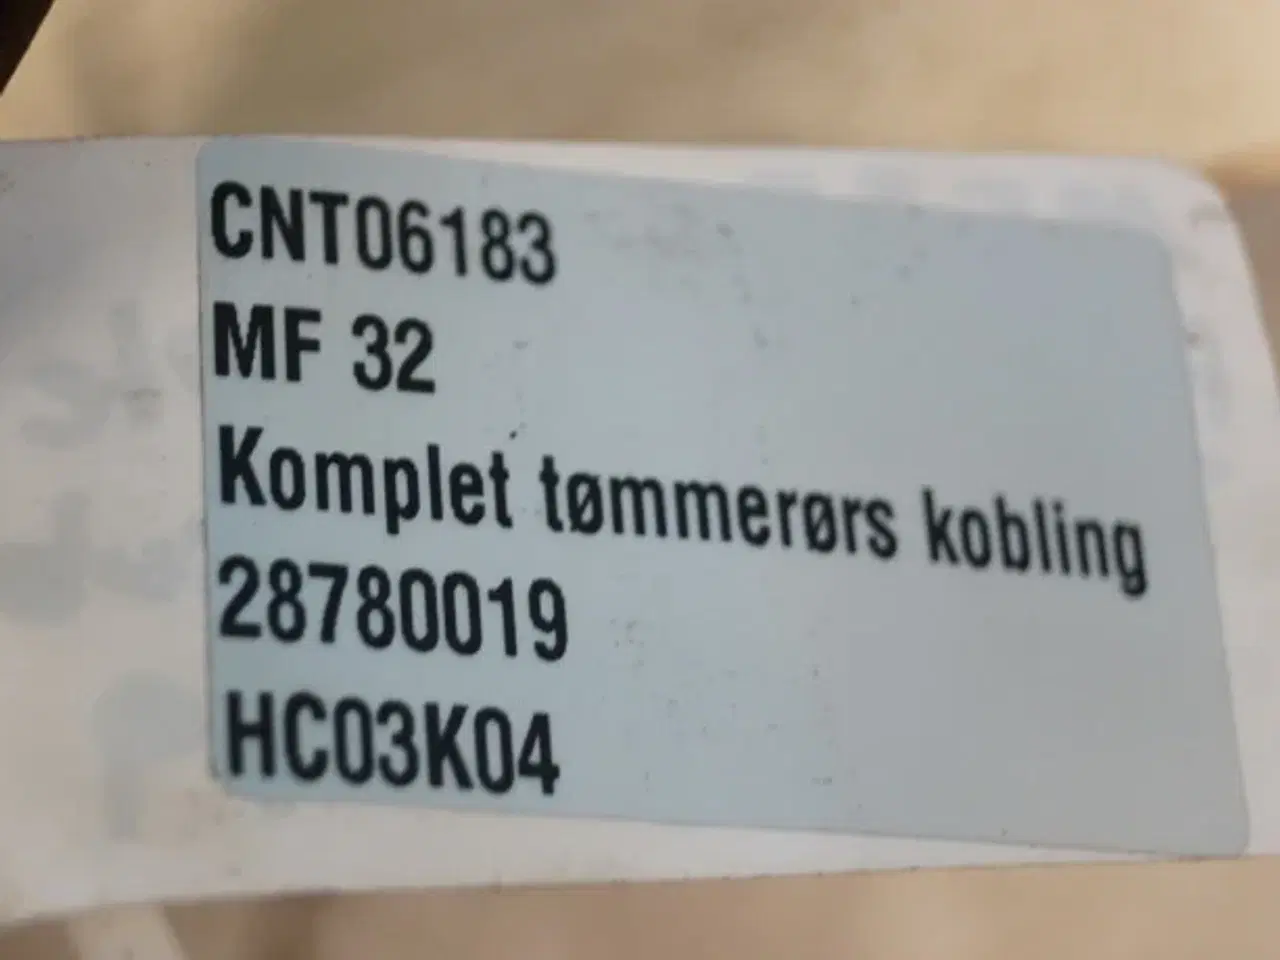 CNT06183
MF 32
Komplet tømmerørs kobling
28780019
HC03K04